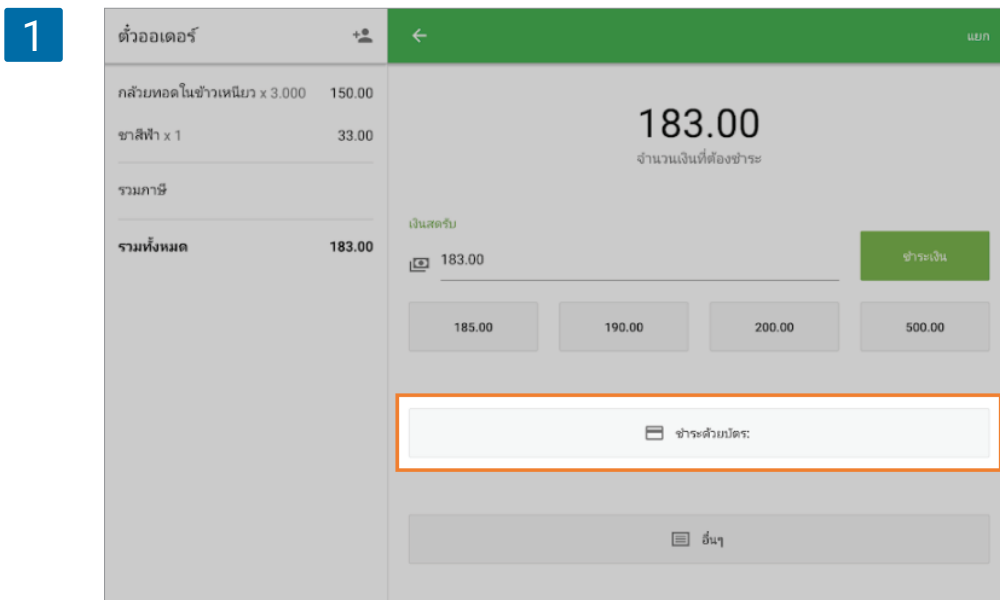 1
ตั๋วออเดอร์
แยก
กล้วยทอดในข้าวเหนียว x 3.000 150.00
ชาสีฟ้า x 1 33.00
รวมภาษี
รวมทั้งหมด 183.00
183.00
จำนวนเงินที่ต้องชำระ
เงินสดรับ
183.00
ชำระเงิน
185.00 190.00 200.00 500.00
ชำระด้วยบัตร:
อื่นๆ